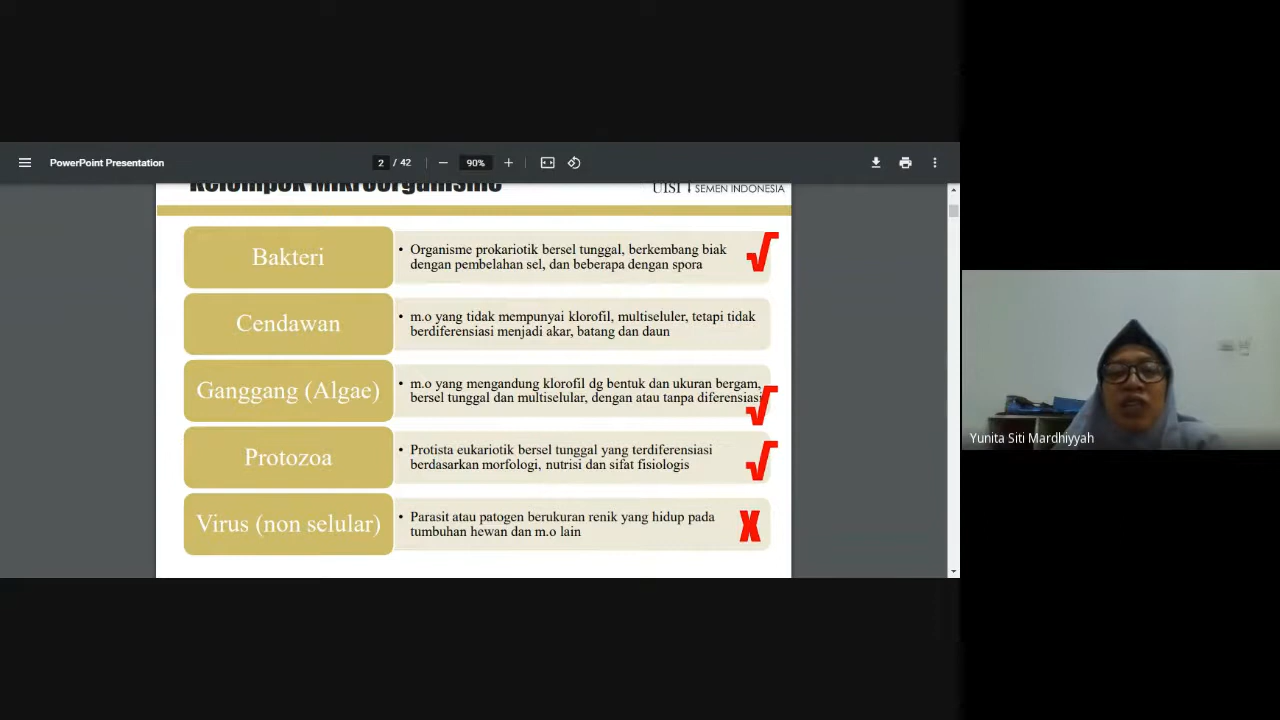 PowerPoint Presentation
2 / 42
90%
Kelompok Mikroorganisme
UISI SEMEN INDONESIA
Bakteri
• Organisme prokariotik bersel tunggal, berkembang biak
dengan pembelahan sel, dan beberapa dengan spora
√
Cendawan
• m.o yang tidak mempunyai klorofil, multiseluler, tetapi tidak
berdiferensiasi menjadi akar, batang dan daun
Ganggang (Algae)
• m.o yang mengandung klorofil dg bentuk dan ukuran bergam,
bersel tunggal dan multiselular, dengan atau tanpa diferensiasi
√
Protozoa
• Protista eukariotik bersel tunggal yang terdiferensiasi
berdasarkan morfologi, nutrisi dan sifat fisiologis
√
Virus (non selular)
• Parasit atau patogen berukuran renik yang hidup pada
tumbuhan hewan dan m.o lain
X
Yunita Siti Mardhiyyah